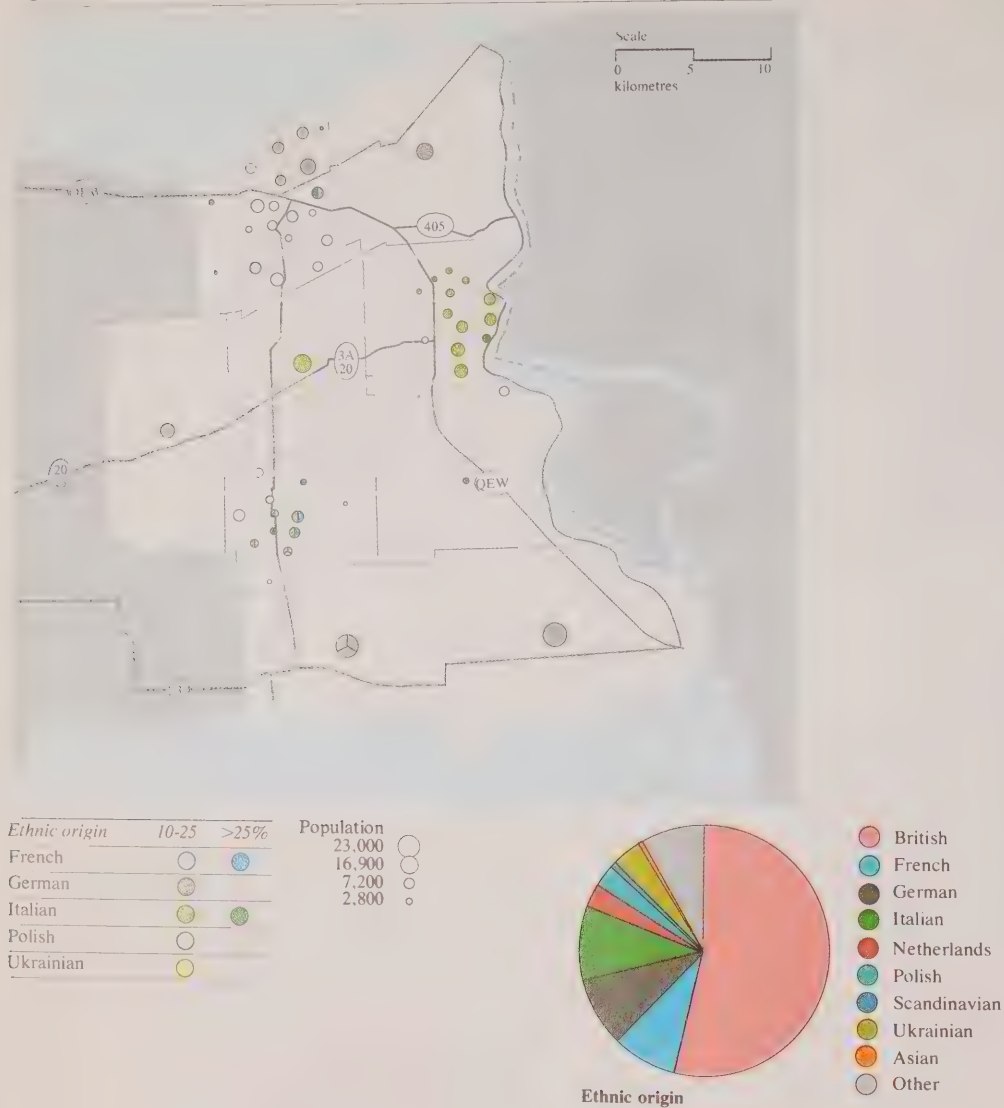 Scale
0 5 10
kilometres
405
3A
20
20
QEW
Ethnic origin 10-25 >25%
French
German
Italian
Polish
Ukrainian
Population
23,000
16,900
7,200
2,800
British
French
German
Italian
Netherlands
Polish
Scandinavian
Ukrainian
Asian
Other
Ethnic origin